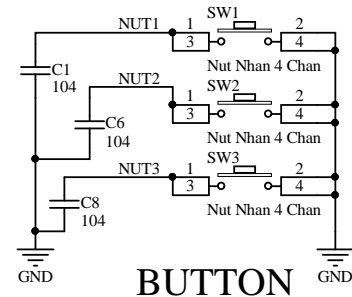 NUT1
1
3
SW1
2
4
Nut Nhan 4 Chan
C1
104
NUT2
1
3
SW2
2
4
Nut Nhan 4 Chan
C6
104
NUT3
1
3
SW3
2
4
Nut Nhan 4 Chan
C8
104
GND
BUTTON
GND